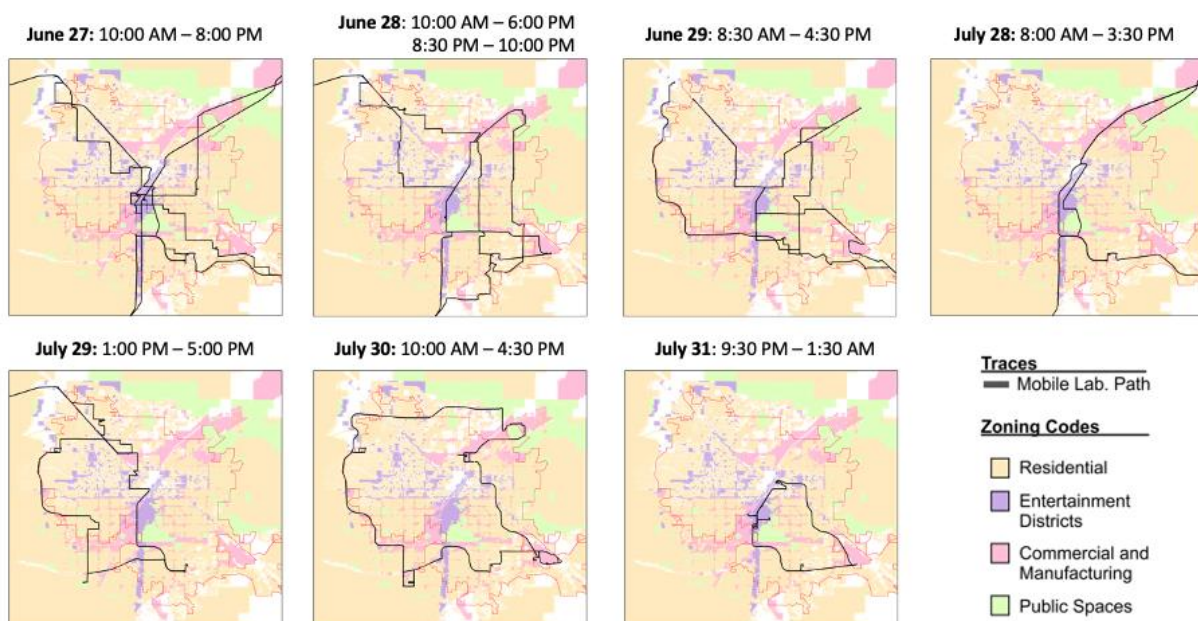 June 27: 10:00 AM – 8:00 PM
June 28: 10:00 AM – 6:00 PM
8:30 PM – 10:00 PM
June 29: 8:30 AM – 4:30 PM
July 28: 8:00 AM – 3:30 PM
July 29: 1:00 PM – 5:00 PM
July 30: 10:00 AM – 4:30 PM
July 31: 9:30 PM – 1:30 AM
Traces
Mobile Lab. Path
Zoning Codes
Residential
Entertainment
Districts
Commercial and
Manufacturing
Public Spaces